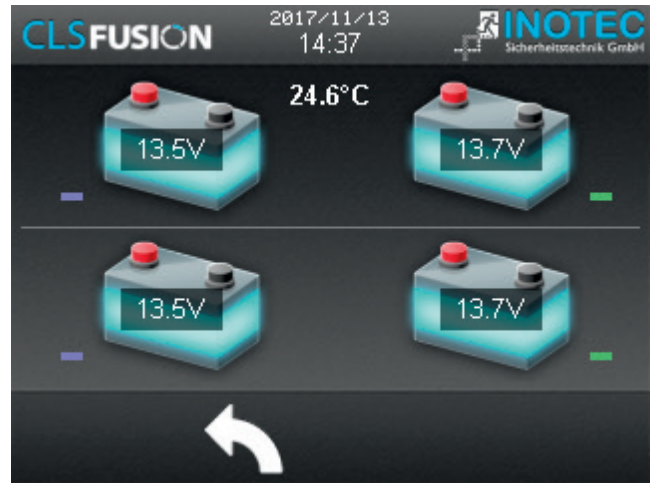 CLSFUSION
2017/11/13
14:37
INOTEC
Sicherheitstechnik GmbH
24.6°C
13.5V
13.7V
13.5V
13.7V